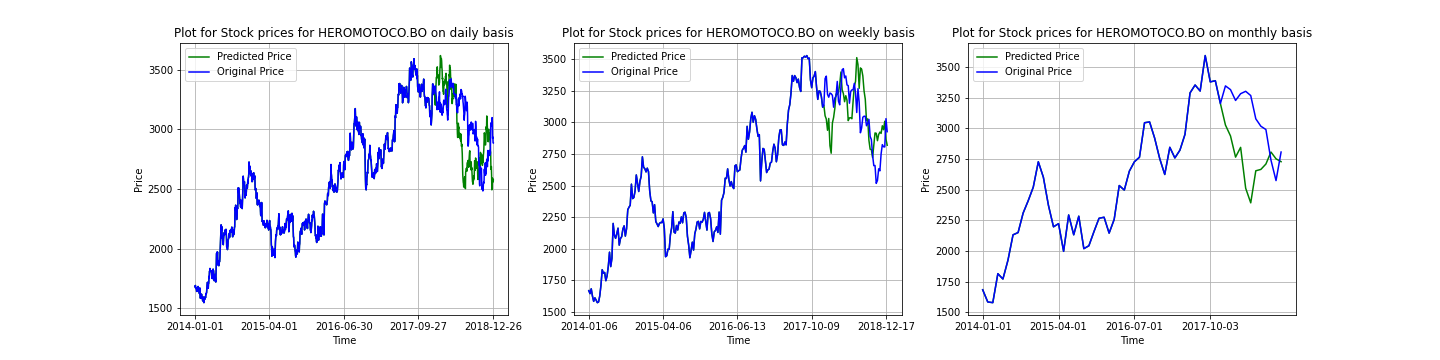 Plot for Stock prices for HEROMOTOCO.BO on daily basis
Predicted Price
Original Price
3500
3000
2500
2000
1500
Price
2014-01-01 2015-04-01 2016-06-30 2017-09-27 2018-12-26
Time
Plot for Stock prices for HEROMOTOCO.BO on weekly basis
Predicted Price
Original Price
3500
3250
3000
2750
2500
2250
2000
1750
1500
Price
2014-01-06 2015-04-06 2016-06-13 2017-10-09 2018-12-17
Time
Plot for Stock prices for HEROMOTOCO.BO on monthly basis
Predicted Price
Original Price
3500
3250
3000
2750
2500
2250
2000
1750
1500
Price
2014-01-01 2015-04-01 2016-07-01 2017-10-03
Time